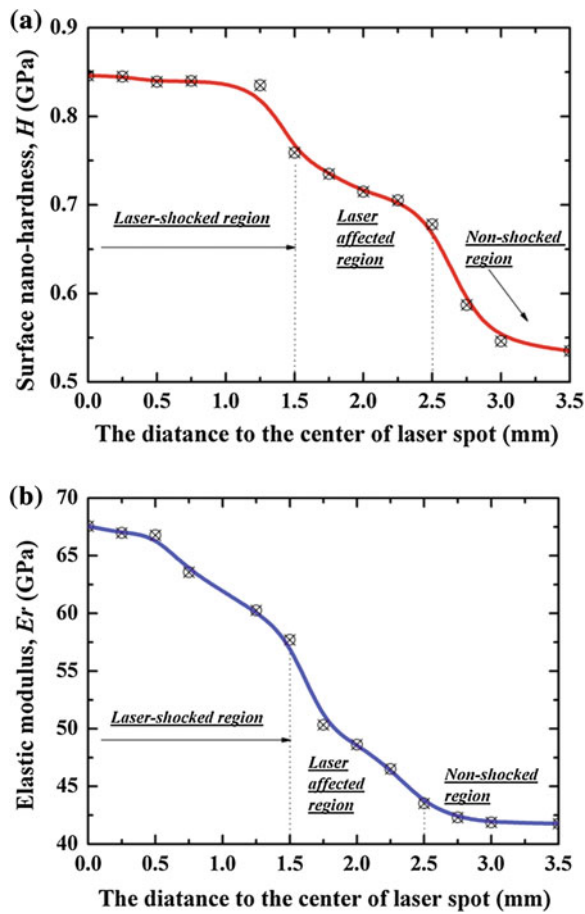 (a)
0.9
0.8
0.7
0.6
0.5
Surface nano-hardness, H (GPa)
Laser-shocked region
Laser
affected
region
Non-shocked
region
0.0 0.5 1.0 1.5 2.0 2.5 3.0 3.5
The diatance to the center of laser spot (mm)
(b)
70
65
60
55
50
45
40
Elastic modulus, Er (GPa)
Laser-shocked region
Laser
affected
region
Non-shocked
region
0.0 0.5 1.0 1.5 2.0 2.5 3.0 3.5
The diatance to the center of laser spot (mm)